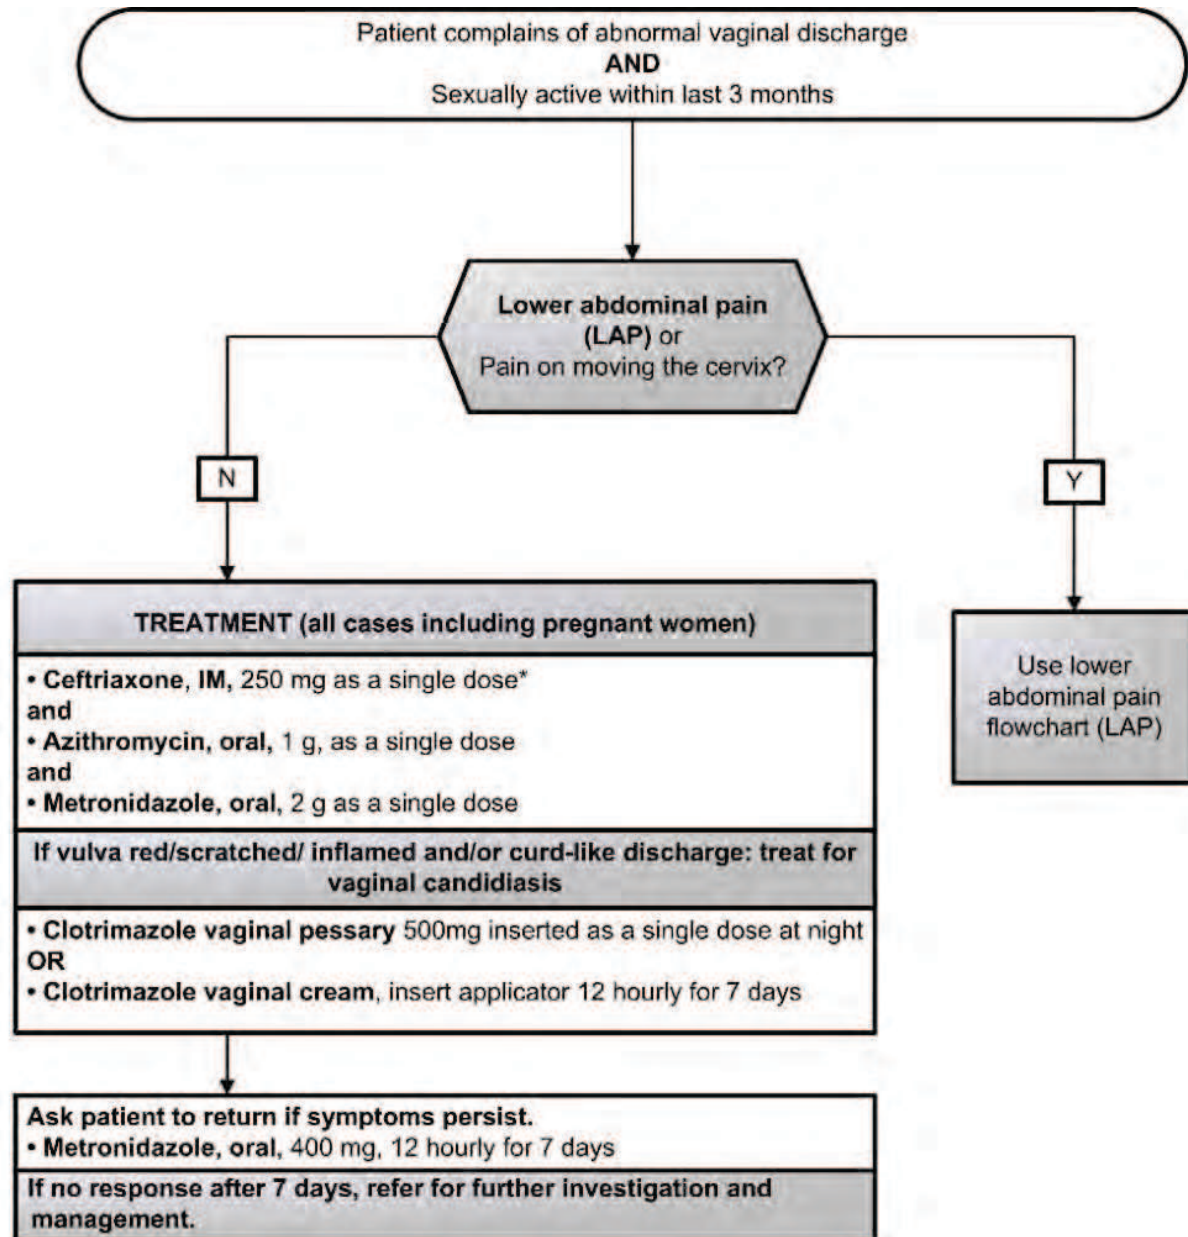 Patient complains of abnormal vaginal discharge
AND
Sexually active within last 3 months
Lower abdominal pain
(LAP) or
Pain on moving the cervix?
N
Y
TREATMENT (all cases including pregnant women)
• Ceftriaxone, IM, 250 mg as a single dose*
and
• Azithromycin, oral, 1 g, as a single dose
and
• Metronidazole, oral, 2 g as a single dose
If vulva red/scratched/ inflamed and/or curd-like discharge: treat for
vaginal candidiasis
• Clotrimazole vaginal pessary 500mg inserted as a single dose at night
OR
• Clotrimazole vaginal cream, insert applicator 12 hourly for 7 days
Use lower
abdominal pain
flowchart (LAP)
Ask patient to return if symptoms persist.
• Metronidazole, oral, 400 mg, 12 hourly for 7 days
If no response after 7 days, refer for further investigation and
management.